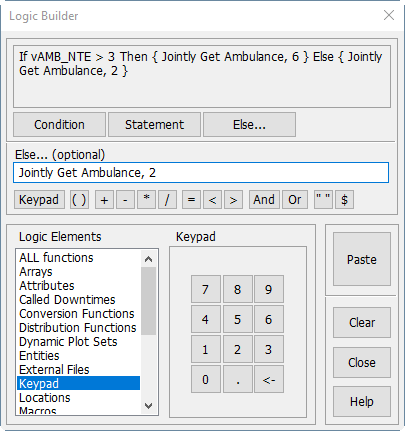 Logic Builder
If vAMB_NTE > 3 Then { Jointly Get Ambulance, 6 } Else { Jointly
Get Ambulance, 2 }
Condition Statement Else...
Else... (optional)
Jointly Get Ambulance, 2
Keypad ( ) + - * / = < > And Or " " $
Logic Elements Keypad
ALL functions
Arrays
Attributes
Called Downtimes
Conversion Functions
Distribution Functions
Dynamic Plot Sets
Entities
External Files
Keypad
Locations
Macros
7 8 9
4 5 6
1 2 3
0 . <-
Paste
Clear
Close
Help